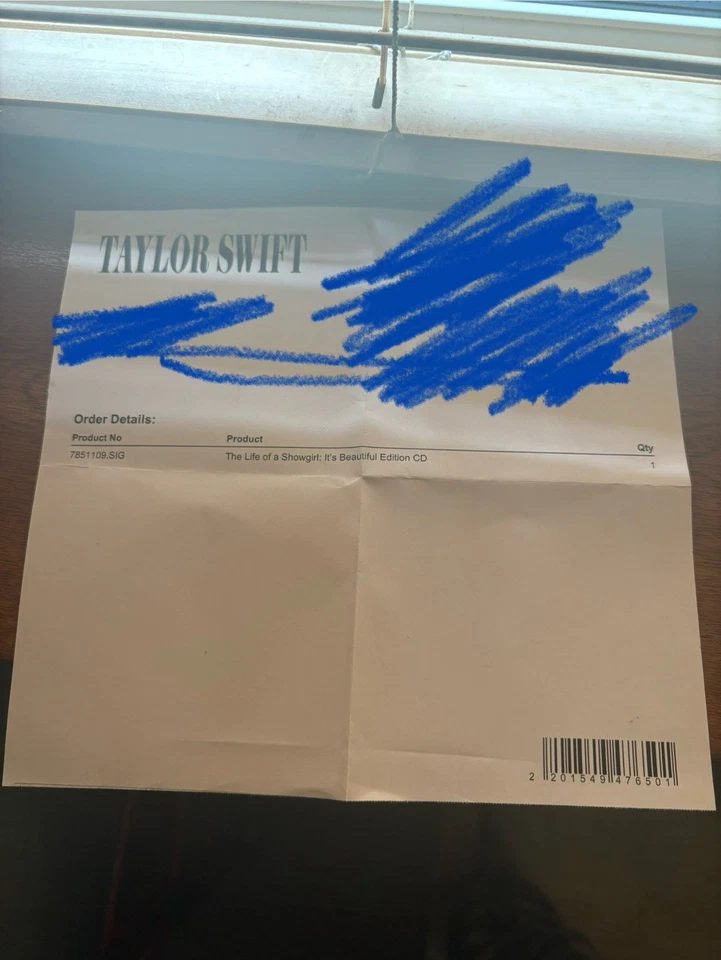 TAYLOR SWIFT
Order Details:
Product No Product Qty
7851109.SIG The Life of a Showgirl: It's Beautiful Edition CD 1
2 201549 476501